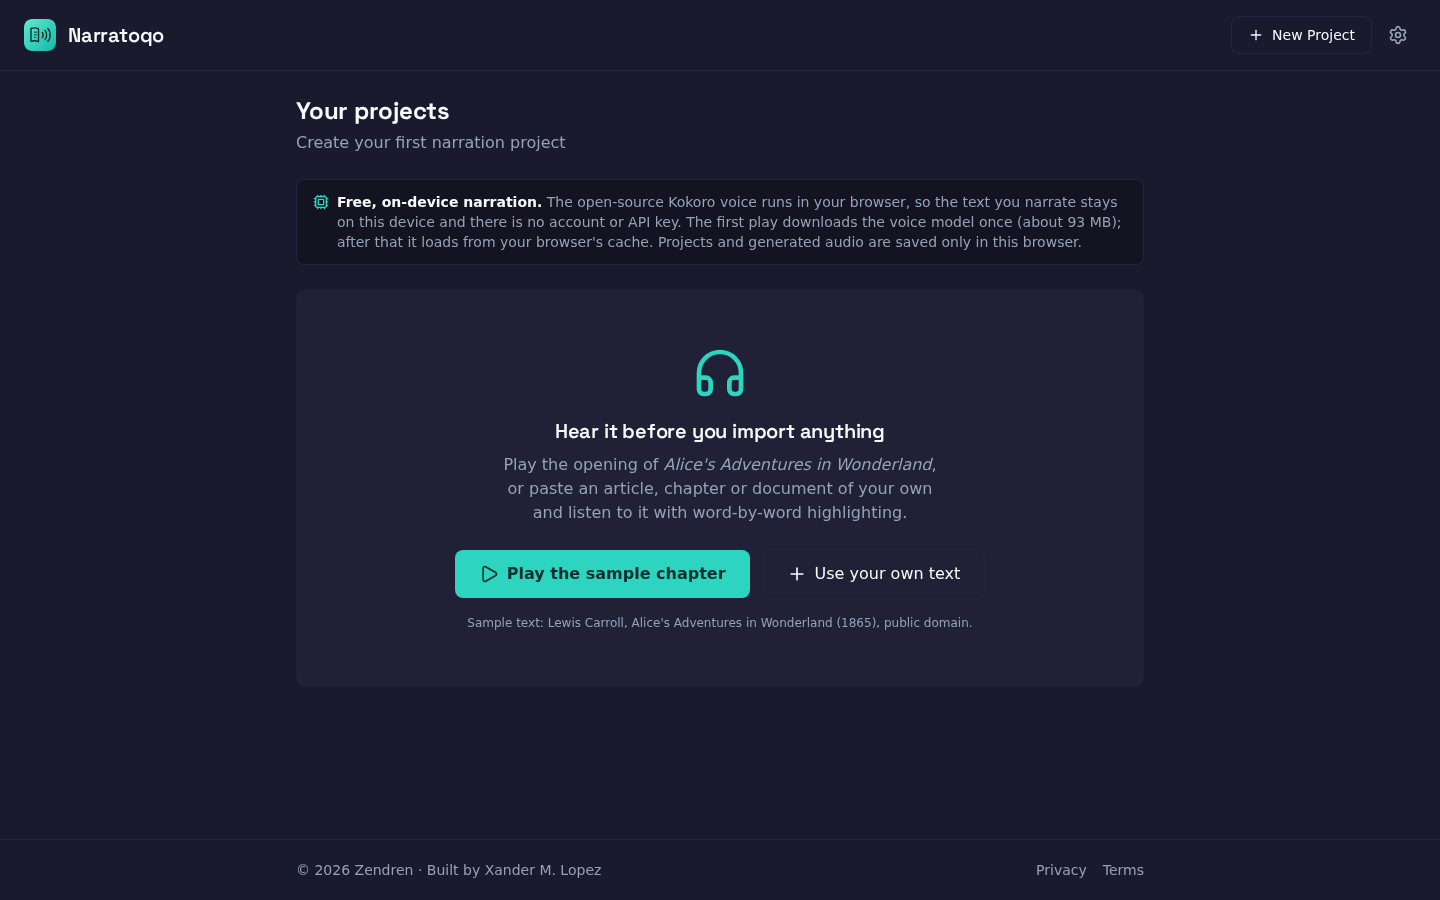 Narratoqo
New Project
Your projects
Create your first narration project
Free, on-device narration. The open-source Kokoro voice runs in your browser, so the text you narrate stays
on this device and there is no account or API key. The first play downloads the voice model once (about 93 MB);
after that it loads from your browser's cache. Projects and generated audio are saved only in this browser.
Hear it before you import anything
Play the opening of Alice's Adventures in Wonderland,
or paste an article, chapter or document of your own
and listen to it with word-by-word highlighting.
Play the sample chapter
Use your own text
Sample text: Lewis Carroll, Alice's Adventures in Wonderland (1865), public domain.
© 2026 Zendren · Built by Xander M. Lopez
Privacy
Terms